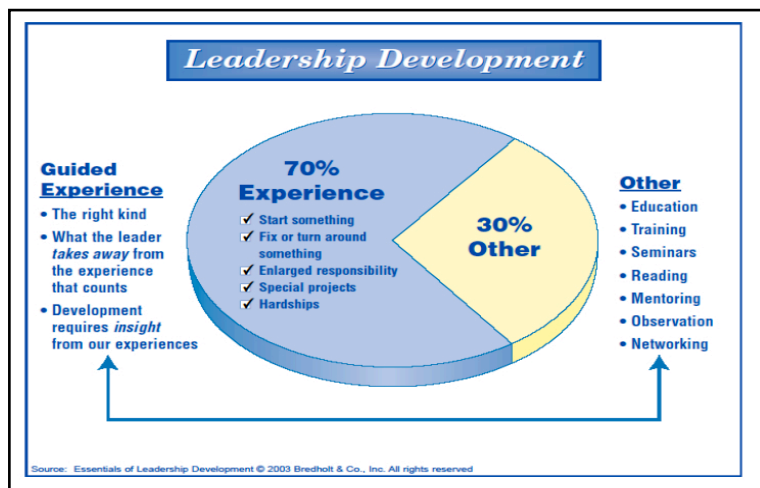 Leadership Development
Guided
Experience
• The right kind
• What the leader
takes away from
the experience
that counts
• Development
requires insight
from our experiences
70%
Experience
✓ Start something
✓ Fix or turn around
something
✓ Enlarged responsibility
✓ Special projects
✓ Hardships
30%
Other
Other
• Education
• Training
• Seminars
• Reading
• Mentoring
• Observation
• Networking
Source: Essentials of Leadership Development © 2003 Bredholt & Co., Inc. All rights reserved